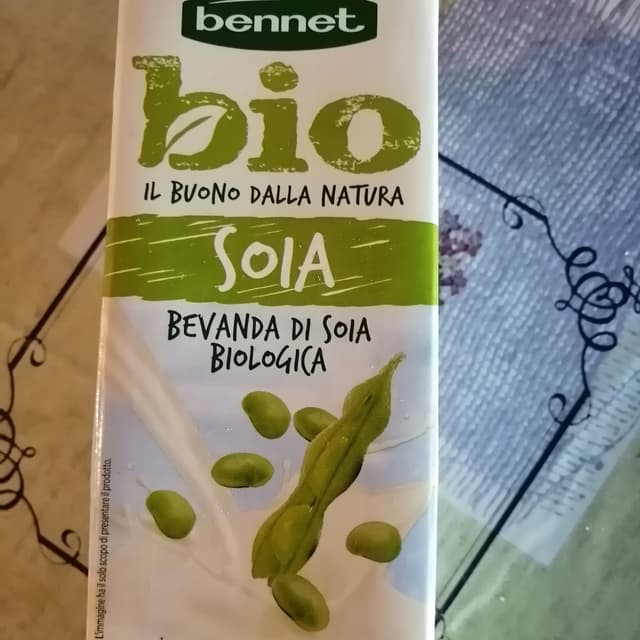 bennet
bio
IL BUONO DALLA NATURA
SOIA
BEVANDA DI SOIA
BIOLOGICA
L'immagine ha il solo scopo di presentare il prodotto.